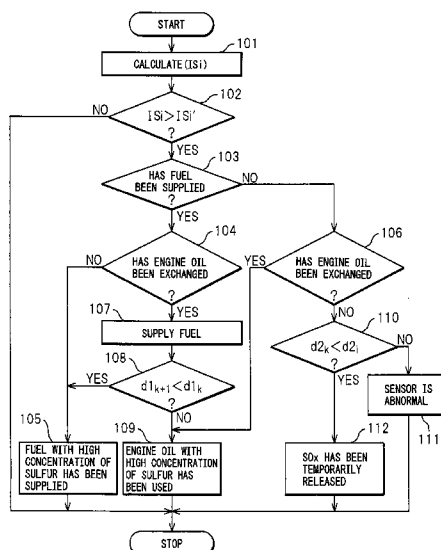 START
101
CALCULATE(ISi)
102
NO
ISi>ISi'
?
YES
103
HAS FUEL
BEEN SUPPLIED
?
NO
YES
104
106
NO
HAS ENGINE OIL
BEEN EXCHANGED
?
YES
YES
HAS ENGINE OIL
BEEN EXCHANGED
?
NO
107
SUPPLY FUEL
110
d2k<d2i
?
NO
YES
108
YES
d1k+1<d1k
?
NO
SENSOR IS
ABNORMAL
111
105
109
112
FUEL WITH HIGH
CONCENTRATION OF
SULFUR HAS BEEN
SUPPLIED
ENGINE OIL WITH
HIGH CONCENTRATION
OF SULFUR HAS
BEEN USED
SOx HAS BEEN
TEMPORARILY
RELEASED
STOP